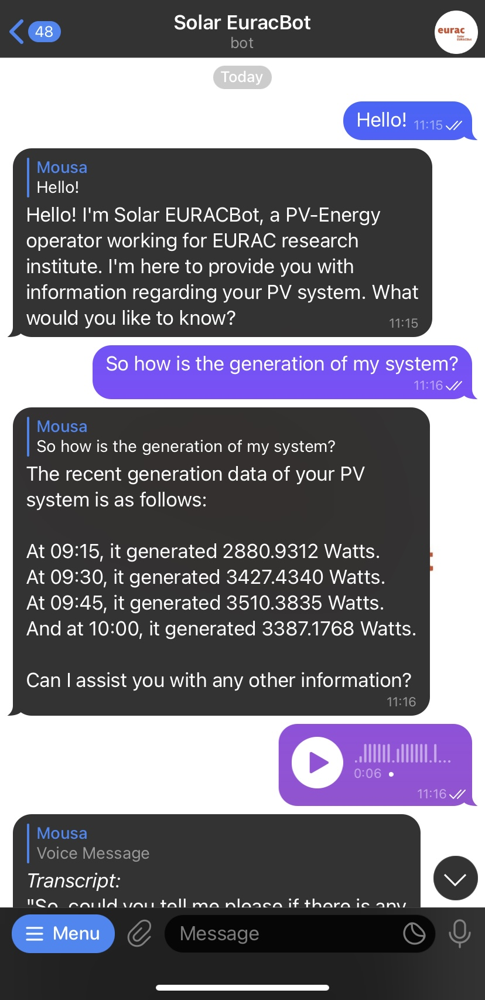 48
Solar EuracBot
bot
eurac
Solar
EURACBot
Today
Hello! 11:15
Mousa
Hello!
Hello! I'm Solar EURACBot, a PV-Energy
operator working for EURAC research
institute. I'm here to provide you with
information regarding your PV system. What
would you like to know?
11:15
So how is the generation of my system?
11:16
Mousa
So how is the generation of my system?
The recent generation data of your PV
system is as follows:
At 09:15, it generated 2880.9312 Watts.
At 09:30, it generated 3427.4340 Watts.
At 09:45, it generated 3510.3835 Watts.
And at 10:00, it generated 3387.1768 Watts.
Can I assist you with any other information?
11:16
0:06
11:16
Mousa
Voice Message
Transcript:
"So, could you tell me please if there is any
Menu
Message